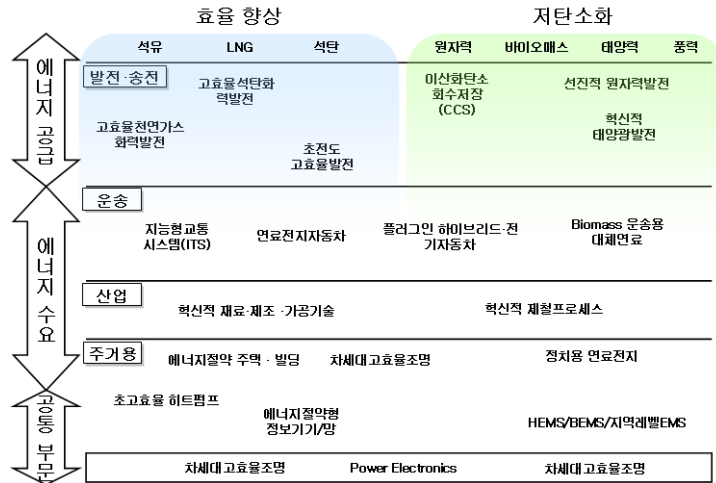 효율 향상
저탄소화
석유
LNG
석탄
원자력
바이오매스
태양력
풍력
에너지 공급
발전·송전
고효율석탄화
력발전
이산화탄소
회수저장
(CCS)
선진적 원자력발전
고효율천연가스
화력발전
초전도
고효율발전
혁신적
태양광발전
에너지 수요
운송
지능형교통
시스템(ITS)
연료전지자동차
플러그인 하이브리드·전
기자동차
Biomass 운송용
대체연료
산업
혁신적 재료·제조 ·가공기술
혁신적 제철프로세스
주거용
에너지절약 주택·빌딩
차세대고효율조명
정치용 연료전지
공통 부문
초고효율 히트펌프
에너지절약형
정보기기/망
HEMS/BEMS/지역레벨EMS
차세대고효율조명
Power Electronics
차세대고효율조명